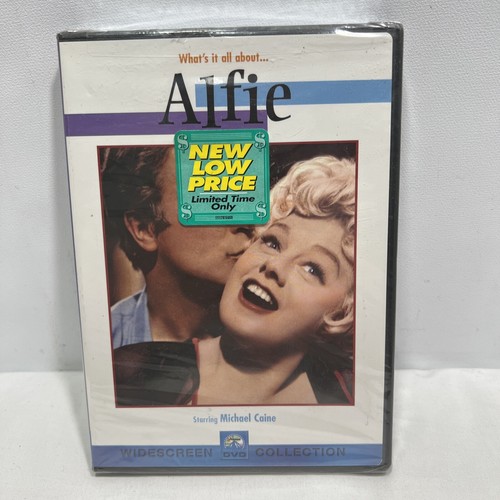 What's it all about...
Alfie
NEW
LOW
PRICE
Limited Time
Only
Starring Michael Caine
WIDESCREEN DVD COLLECTION